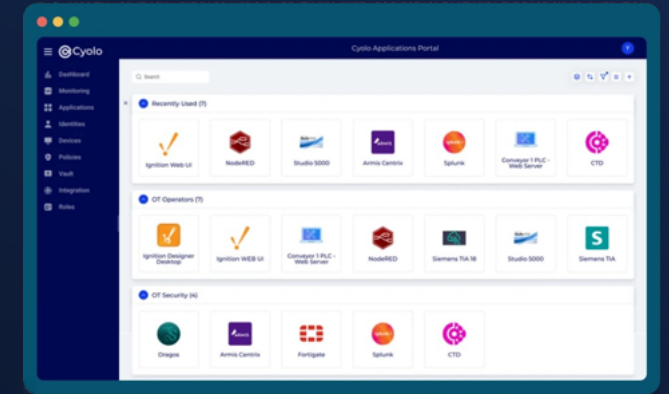 Cyolo
Cyolo Applications Portal
Dashboard
Monitoring
Applications
Identities
Devices
Policies
Vault
Integration
Roles
Search
Recently Used (7)
Ignition Web UI
NodeRED
Studio 5000
Armis Centrix
Splunk
Conveyor 1 PLC -
Web Server
CTD
OT Operators (7)
Ignition Designer
Desktop
Ignition WEB UI
Conveyor 1 PLC -
Web Server
NodeRED
Siemens TIA 18
Studio 5000
Siemens TIA
OT Security (4)
Dragos
Armis Centrix
Fortigate
Splunk
CTD